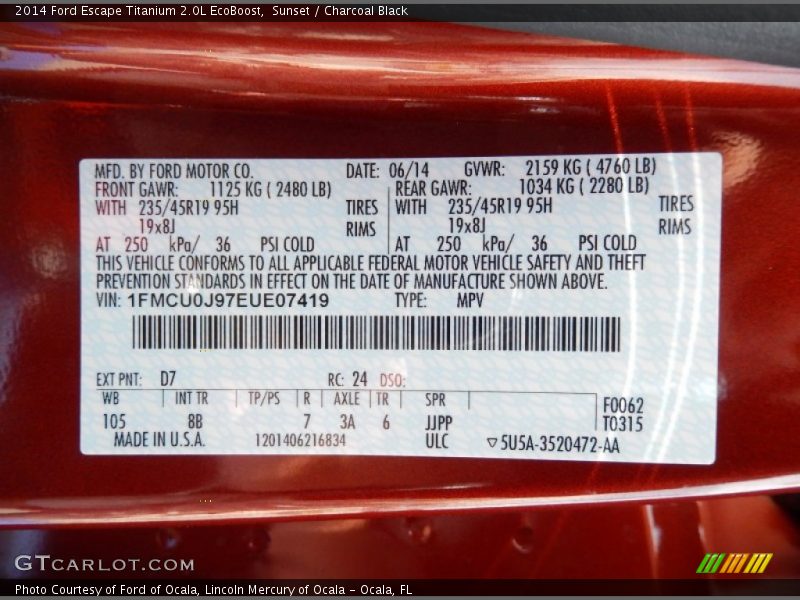 2014 Ford Escape Titanium 2.0L EcoBoost, Sunset / Charcoal Black
MFD. BY FORD MOTOR CO. DATE: 06/14 GVWR: 2159 KG ( 4760 LB)
FRONT GAWR: 1125 KG ( 2480 LB) REAR GAWR: 1034 KG ( 2280 LB)
WITH 235/45R19 95H TIRES WITH 235/45R19 95H TIRES
19x8J RIMS 19x8J RIMS
AT 250 kPa/ 36 PSI COLD AT 250 kPa/ 36 PSI COLD
THIS VEHICLE CONFORMS TO ALL APPLICABLE FEDERAL MOTOR VEHICLE SAFETY AND THEFT
PREVENTION STANDARDS IN EFFECT ON THE DATE OF MANUFACTURE SHOWN ABOVE.
VIN: 1FMCU0J97EUE07419 TYPE: MPV
EXT PNT: D7 RC: 24 DSO:
WB INT TR TP/PS R AXLE TR SPR F0062
105 8B 7 3A 6 JJPP T0315
MADE IN U.S.A. 1201406216834 ULC ▽5U5A-3520472-AA
GTCARLOT.COM
Photo Courtesy of Ford of Ocala, Lincoln Mercury of Ocala - Ocala, FL